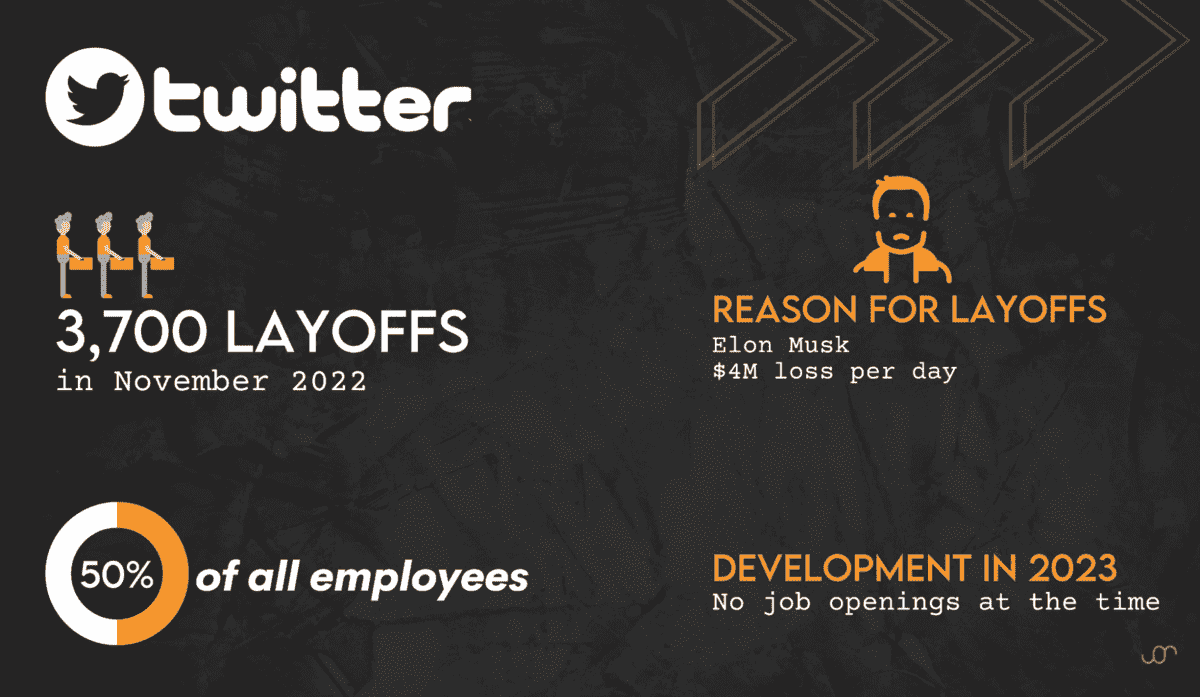 twitter
3,700 LAYOFFS
in November 2022
50% of all employees
REASON FOR LAYOFFS
Elon Musk
$4M loss per day
DEVELOPMENT IN 2023
No job openings at the time